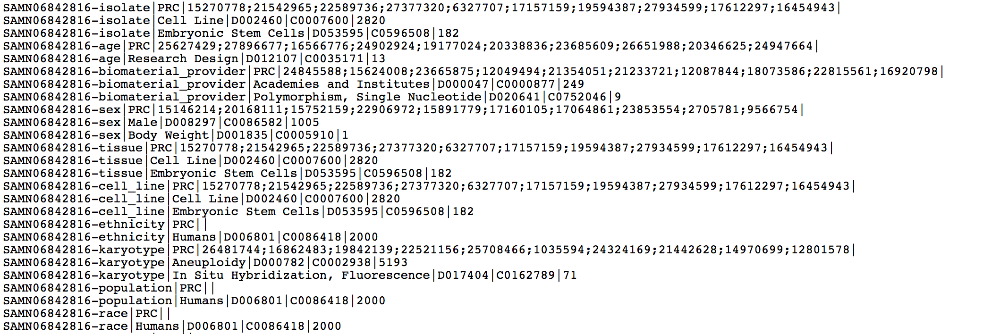 SAMN06842816-isolate|PRC|15270778;21542965;22589736;27377320;6327707;17157159;19594387;27934599;17612297;16454943|
SAMN06842816-isolate|Cell Line|D002460|C0007600|2820
SAMN06842816-isolate|Embryonic Stem Cells|D053595|C0596508|182
SAMN06842816-age|PRC|25627429;27896677;16566776;24902924;19177024;20338836;23685609;26651988;20346625;24947664|
SAMN06842816-age|Research Design|D012107|C0035171|13
SAMN06842816-biomaterial_provider|PRC|24845588;15624008;23665875;12049494;21354051;21233721;12087844;18073586;22815561;16920798|
SAMN06842816-biomaterial_provider|Academies and Institutes|D000047|C0000877|249
SAMN06842816-biomaterial_provider|Polymorphism, Single Nucleotide|D020641|C0752046|9
SAMN06842816-sex|PRC|15146214;20168111;15752159;22906972;15891779;17160105;17064861;23853554;2705781;9566754|
SAMN06842816-sex|Male|D008297|C0086582|1005
SAMN06842816-sex|Body Weight|D001835|C0005910|1
SAMN06842816-tissue|PRC|15270778;21542965;22589736;27377320;6327707;17157159;19594387;27934599;17612297;16454943|
SAMN06842816-tissue|Cell Line|D002460|C0007600|2820
SAMN06842816-tissue|Embryonic Stem Cells|D053595|C0596508|182
SAMN06842816-cell_line|PRC|15270778;21542965;22589736;27377320;6327707;17157159;19594387;27934599;17612297;16454943|
SAMN06842816-cell_line|Cell Line|D002460|C0007600|2820
SAMN06842816-cell_line|Embryonic Stem Cells|D053595|C0596508|182
SAMN06842816-ethnicity|PRC||
SAMN06842816-ethnicity|Humans|D006801|C0086418|2000
SAMN06842816-karyotype|PRC|26481744;16862483;19842139;22521156;25708466;1035594;24324169;21442628;14970699;12801578|
SAMN06842816-karyotype|Aneuploidy|D000782|C0002938|5193
SAMN06842816-karyotype|In Situ Hybridization, Fluorescence|D017404|C0162789|71
SAMN06842816-population|PRC||
SAMN06842816-population|Humans|D006801|C0086418|2000
SAMN06842816-race|PRC||
SAMN06842816-race|Humans|D006801|C0086418|2000